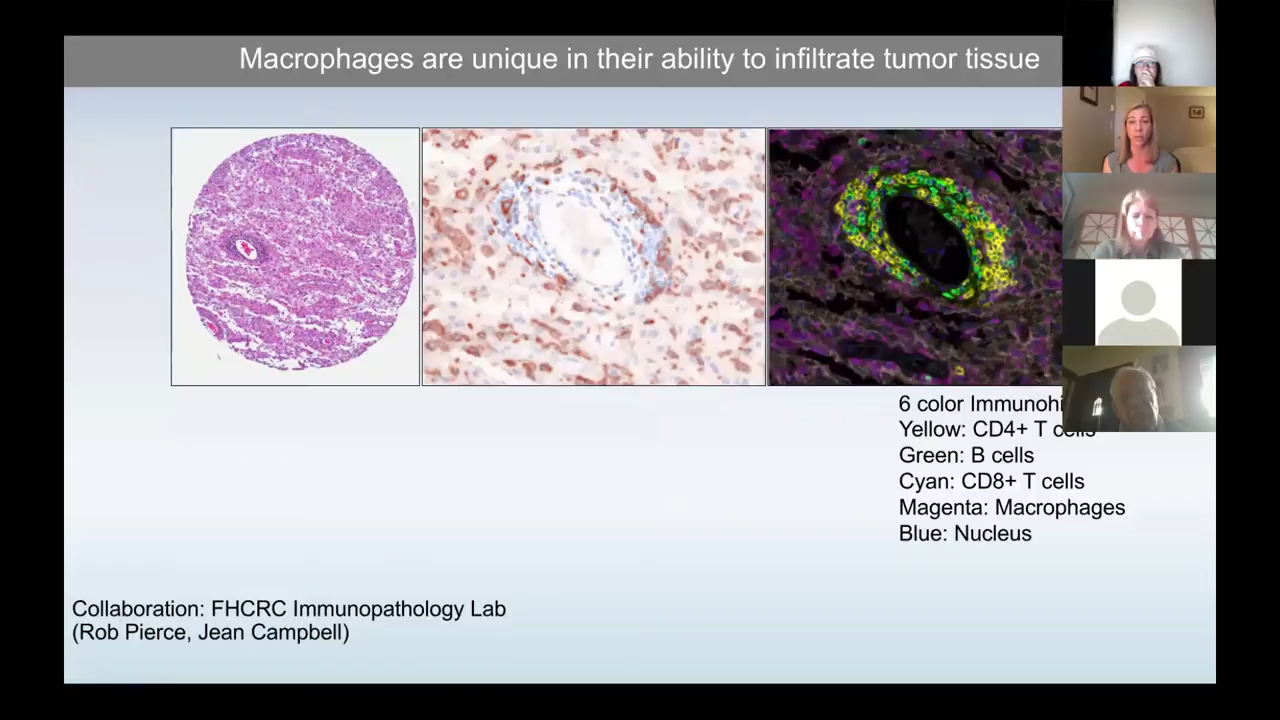 Macrophages are unique in their ability to infiltrate tumor tissue
6 color Immunohi
Yellow: CD4+ T cells
Green: B cells
Cyan: CD8+ T cells
Magenta: Macrophages
Blue: Nucleus
Collaboration: FHCRC Immunopathology Lab
(Rob Pierce, Jean Campbell)